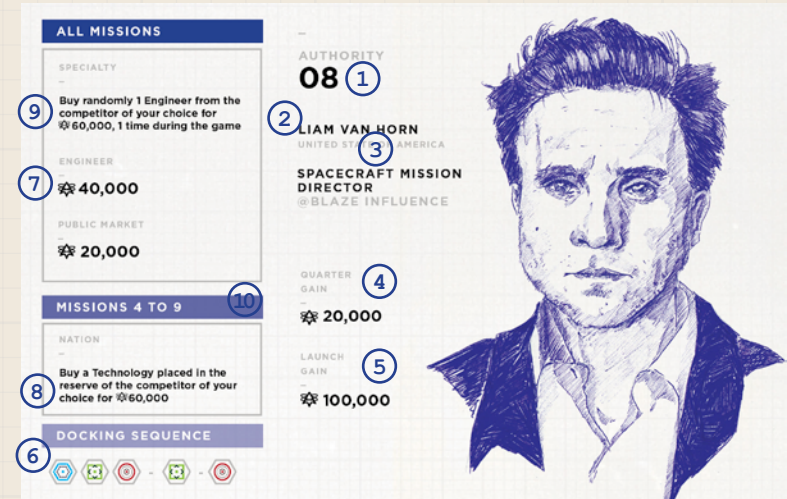 ALL MISSIONS
SPECIALTY
–
9
Buy randomly 1 Engineer from the
competitor of your choice for
60,000, 1 time during the game
ENGINEER
–
7
40,000
PUBLIC MARKET
–
20,000
10
MISSIONS 4 TO 9
NATION
–
8
Buy a Technology placed in the
reserve of the competitor of your
choice for 60,000
DOCKING SEQUENCE
6
- -
–
AUTHORITY
08 1
2
LIAM VAN HORN
UNITED STATE OF AMERICA
3
SPACECRAFT MISSION
DIRECTOR
@BLAZE INFLUENCE
QUARTER
GAIN
4
–
20,000
LAUNCH
GAIN
5
–
100,000